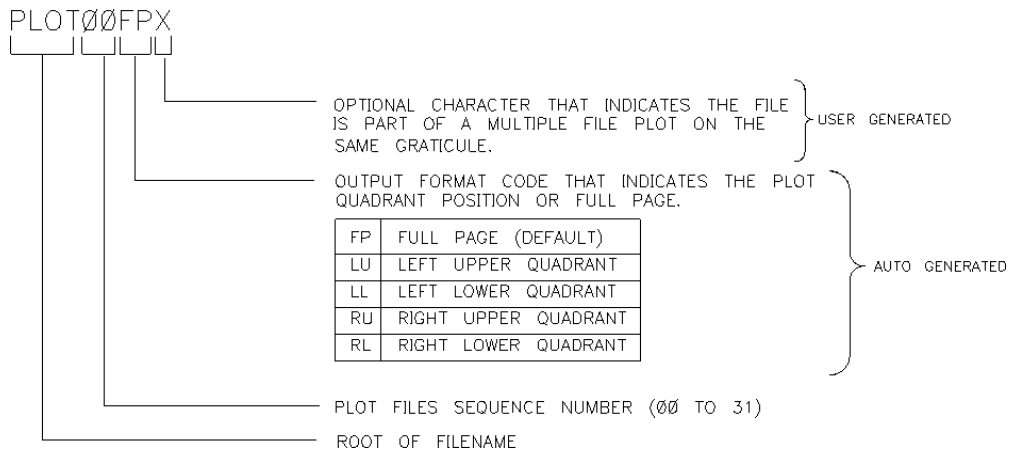 PLOTØØFPX
OPTIONAL CHARACTER THAT INDICATES THE FILE
IS PART OF A MULTIPLE FILE PLOT ON THE
SAME GRATICULE.
USER GENERATED
OUTPUT FORMAT CODE THAT INDICATES THE PLOT
QUADRANT POSITION OR FULL PAGE.
FP FULL PAGE (DEFAULT)
LU LEFT UPPER QUADRANT
LL LEFT LOWER QUADRANT
RU RIGHT UPPER QUADRANT
RL RIGHT LOWER QUADRANT
AUTO GENERATED
PLOT FILES SEQUENCE NUMBER (ØØ TO 31)
ROOT OF FILENAME